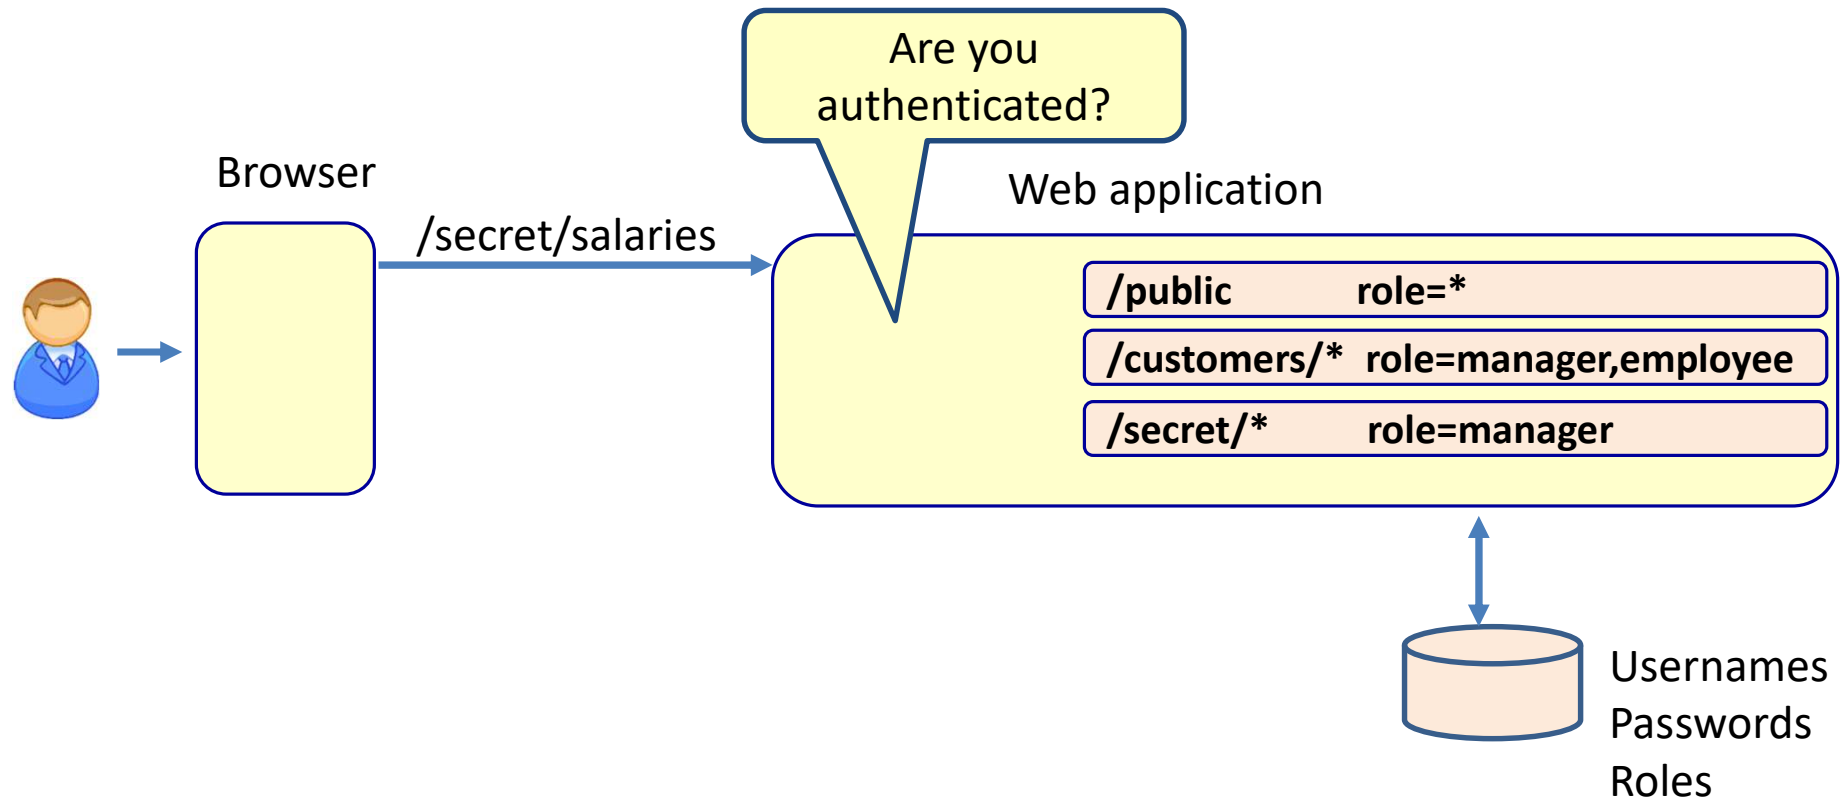 Are you
authenticated?
Browser
Web application
/secret/salaries
/public role=*
/customers/* role=manager,employee
/secret/* role=manager
Usernames
Passwords
Roles